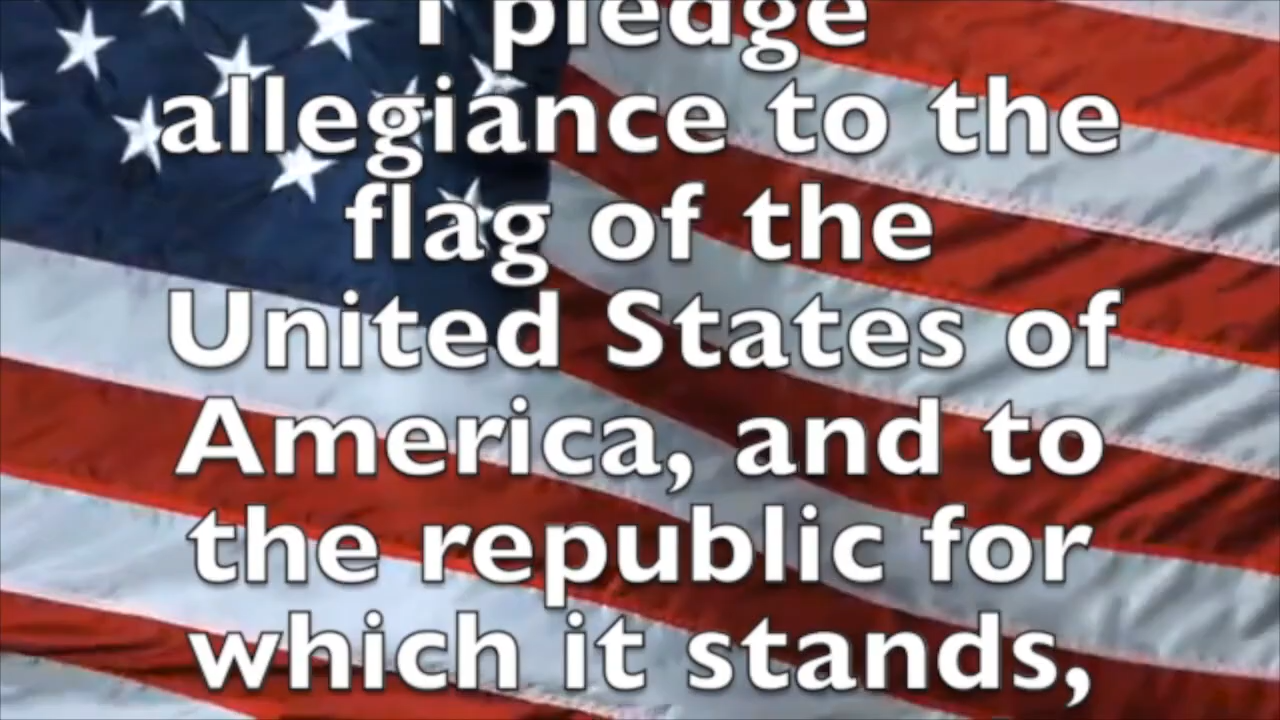 I pledge
allegiance to the
flag of the
United States of
America, and to
the republic for
which it stands,